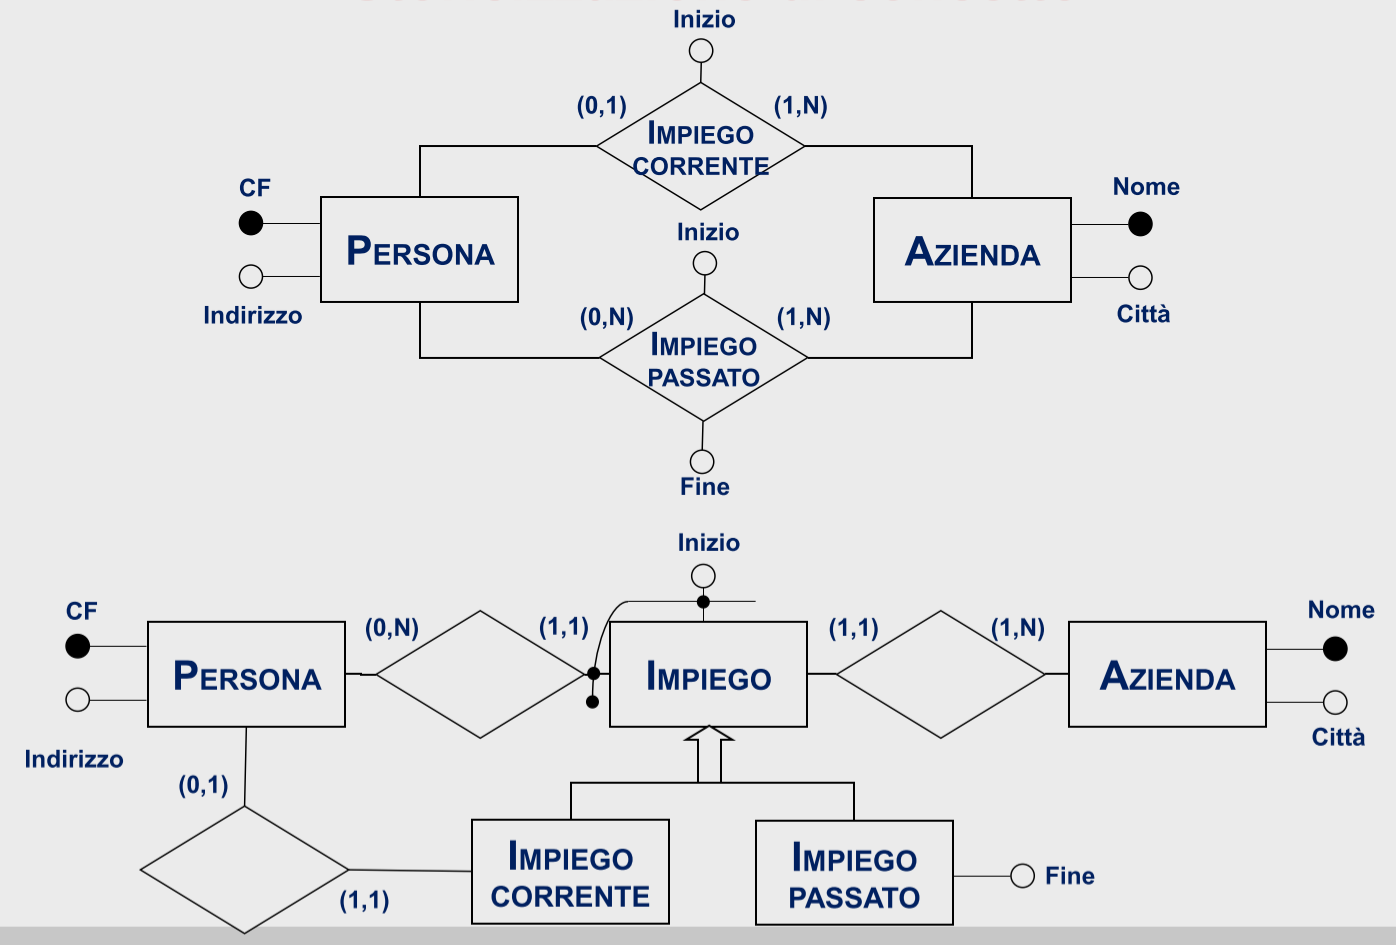 Inizio
(0,1)
(1,N)
IMPIEGO
CORRENTE
CF
Nome
PERSONA
AZIENDA
Indirizzo
Città
Inizio
(0,N)
(1,N)
IMPIEGO
PASSATO
Fine
Inizio
CF
Nome
(0,N)
(1,1)
(1,1)
(1,N)
PERSONA
IMPIEGO
AZIENDA
Indirizzo
Città
(0,1)
IMPIEGO
CORRENTE
IMPIEGO
PASSATO
Fine
(1,1)